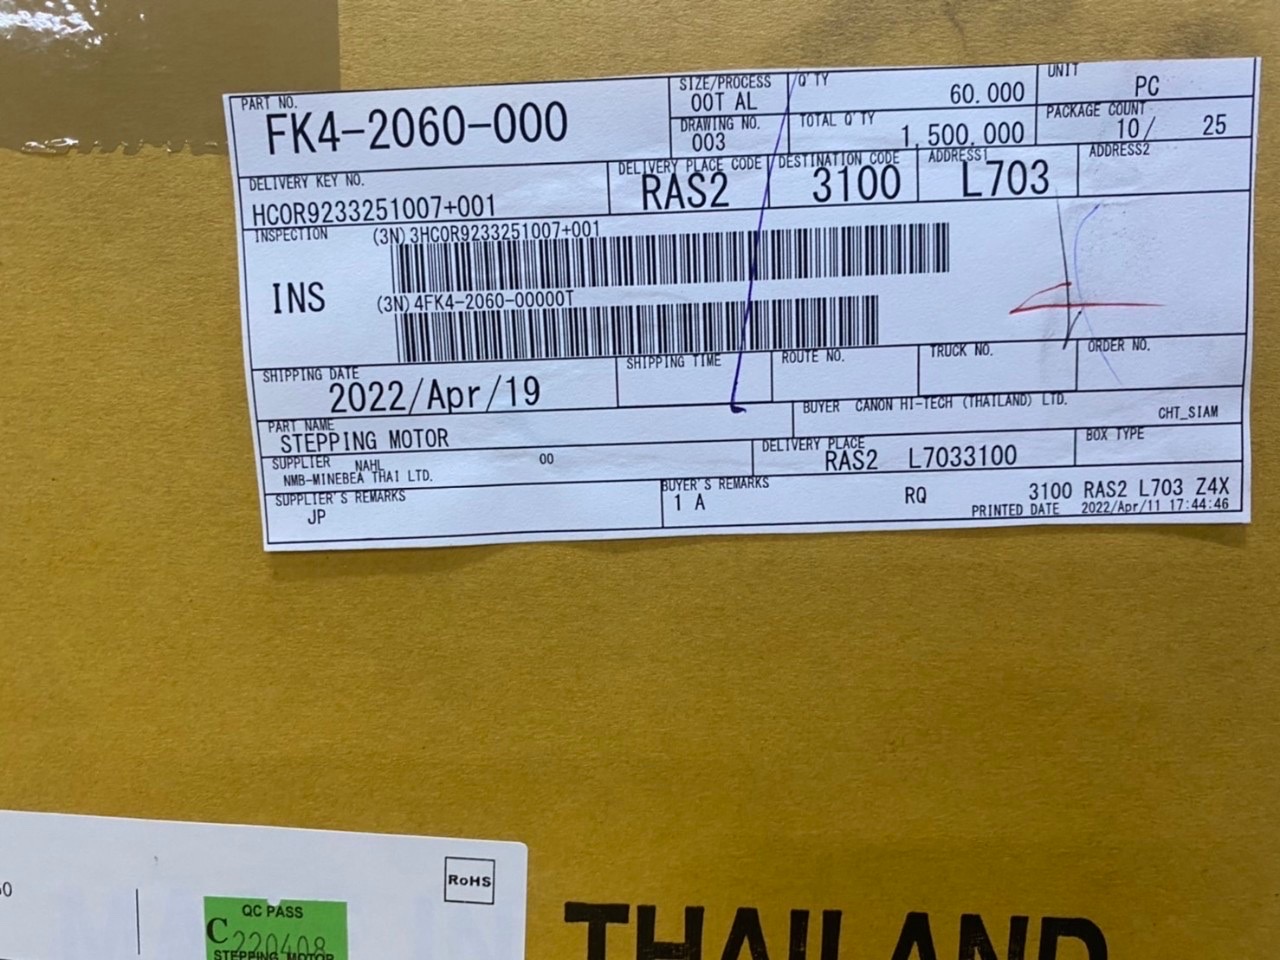 PART NO.
FK4-2060-000
SIZE/PROCESS
00T AL
Q'TY
60.000
UNIT
PC
DRAWING NO.
003
TOTAL Q'TY
1,500.000
PACKAGE COUNT
10/ 25
DELIVERY KEY NO.
HCOR9233251007+001
DELIVERY PLACE CODE
RAS2
DESTINATION CODE
3100
ADDRESS1
L703
ADDRESS2
INSPECTION
INS
(3N) 3HCOR9233251007+001
(3N) 4FK4-2060-00000T
SHIPPING DATE
2022/Apr/19
SHIPPING TIME
ROUTE NO.
TRUCK NO.
ORDER NO.
PART NAME
STEPPING MOTOR
BUYER CANON HI-TECH (THAILAND) LTD.
CHT_SIAM
SUPPLIER NAHL 00
NMB-MINEBEA THAI LTD.
DELIVERY PLACE
RAS2 L7033100
BOX TYPE
SUPPLIER'S REMARKS
JP
BUYER'S REMARKS
1 A
RQ
3100 RAS2 L703 Z4X
PRINTED DATE 2022/Apr/11 17:44:46
RoHS
QC PASS
C 220408
STEPPING MOTOR
THAILAND